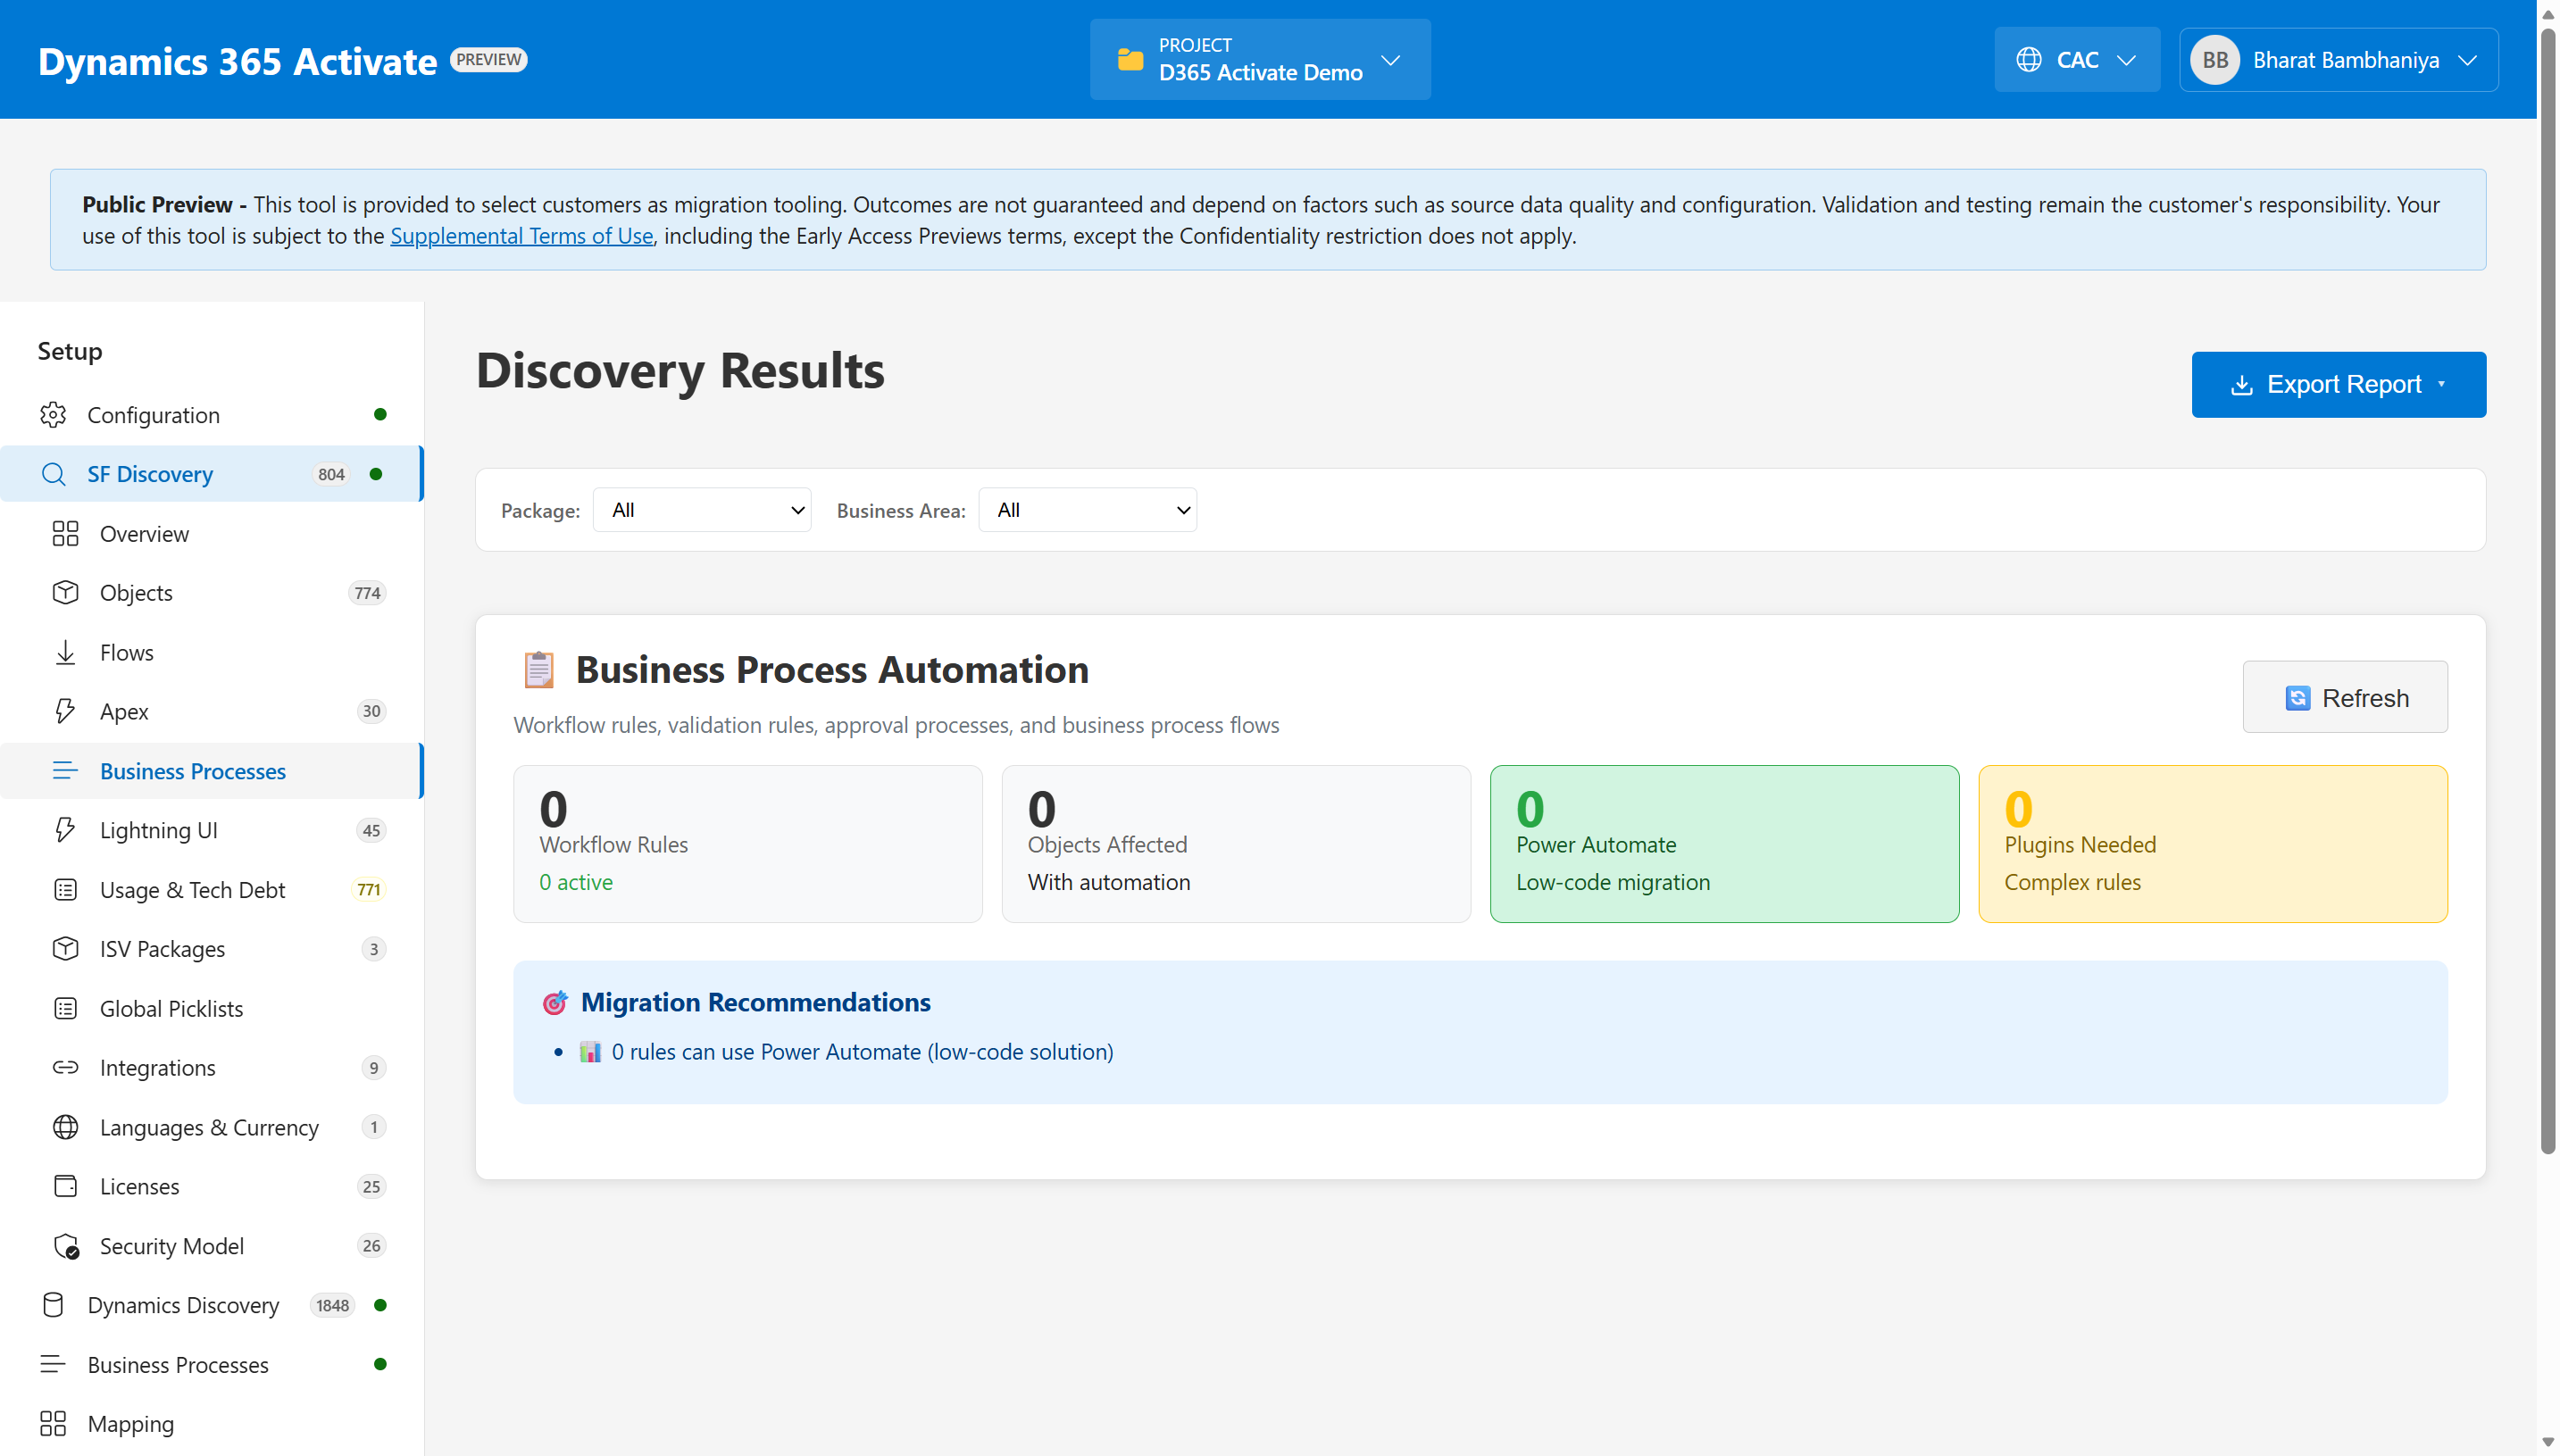 Dynamics 365 Activate PREVIEW
PROJECT
D365 Activate Demo
CAC
BB Bharat Bambhaniya
Public Preview - This tool is provided to select customers as migration tooling. Outcomes are not guaranteed and depend on factors such as source data quality and configuration. Validation and testing remain the customer's responsibility. Your
use of this tool is subject to the Supplemental Terms of Use, including the Early Access Previews terms, except the Confidentiality restriction does not apply.
Setup
Configuration
SF Discovery 804
Overview
Objects 774
Flows
Apex 30
Business Processes
Lightning UI 45
Usage & Tech Debt 771
ISV Packages 3
Global Picklists
Integrations 9
Languages & Currency 1
Licenses 25
Security Model 26
Dynamics Discovery 1848
Business Processes
Mapping
Discovery Results
Export Report
Package: All Business Area: All
Business Process Automation
Workflow rules, validation rules, approval processes, and business process flows
Refresh
0
Workflow Rules
0 active
0
Objects Affected
With automation
0
Power Automate
Low-code migration
0
Plugins Needed
Complex rules
Migration Recommendations
• 0 rules can use Power Automate (low-code solution)